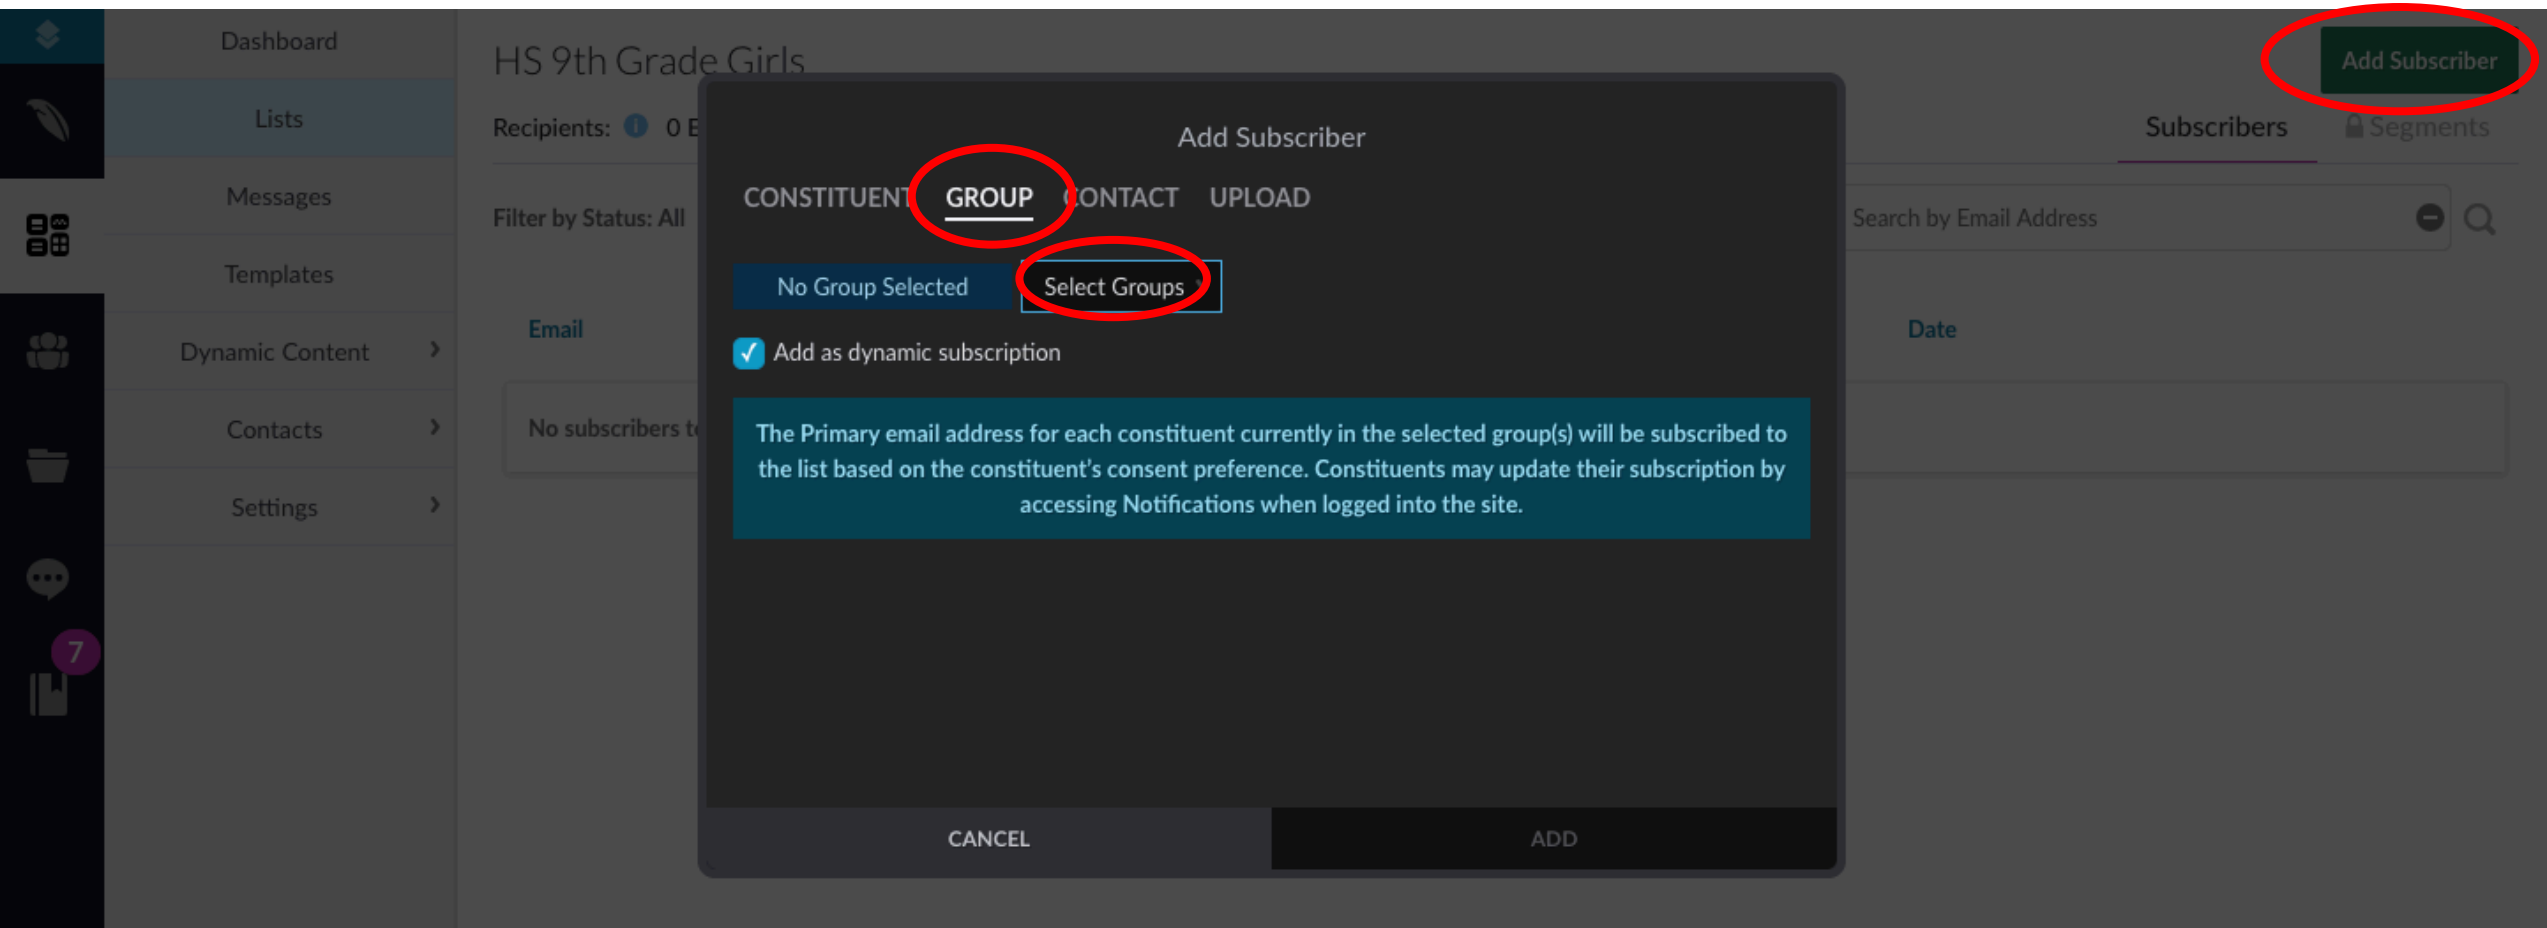 Dashboard
Lists
Messages
Templates
Dynamic Content
Contacts
Settings
7
HS 9th Grade Girls
Add Subscriber
Recipients: 0 E
Subscribers
Segments
Filter by Status: All
Search by Email Address
Email
Date
No subscribers to
Add Subscriber
CONSTITUENT GROUP CONTACT UPLOAD
No Group Selected
Select Groups
Add as dynamic subscription
The Primary email address for each constituent currently in the selected group(s) will be subscribed to
the list based on the constituent's consent preference. Constituents may update their subscription by
accessing Notifications when logged into the site.
CANCEL
ADD